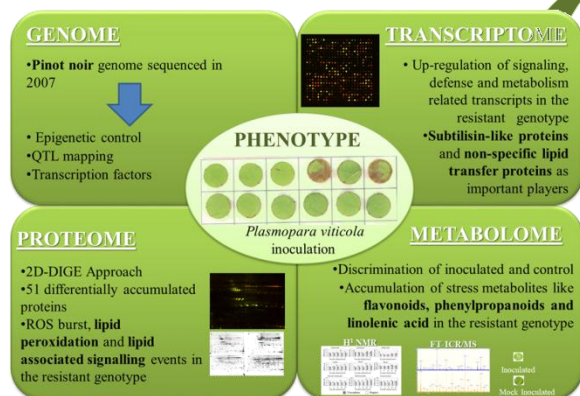 GENOME
•Pinot noir genome sequenced in
2007
•Epigenetic control
•QTL mapping
•Transcription factors
TRANSCRIPTOME
•Up-regulation of signaling,
defense and metabolism
related transcripts in the
resistant genotype
•Subtilisin-like proteins
and non-specific lipid
transfer proteins as
important players
PHENOTYPE
Plasmopara viticola
inoculation
PROTEOME
•2D-DIGE Approach
•51 differentially accumulated
proteins
•ROS burst, lipid
peroxidation and lipid
associated signalling events in
the resistant genotype
METABOLOME
•Discrimination of inoculated and control
•Accumulation of stress metabolites like
flavonoids, phenylpropanoids
and linolenic acid in the resistant genotype
H¹ NMR
FT ICR/MS
Inoculated
Mock Inoculated